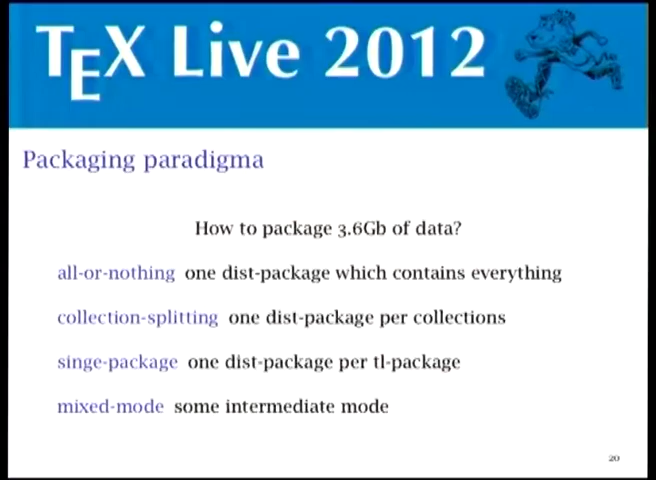 TEX Live 2012
Packaging paradigma
How to package 3.6Gb of data?
all-or-nothing one dist-package which contains everything
collection-splitting one dist-package per collections
singe-package one dist-package per tl-package
mixed-mode some intermediate mode
20